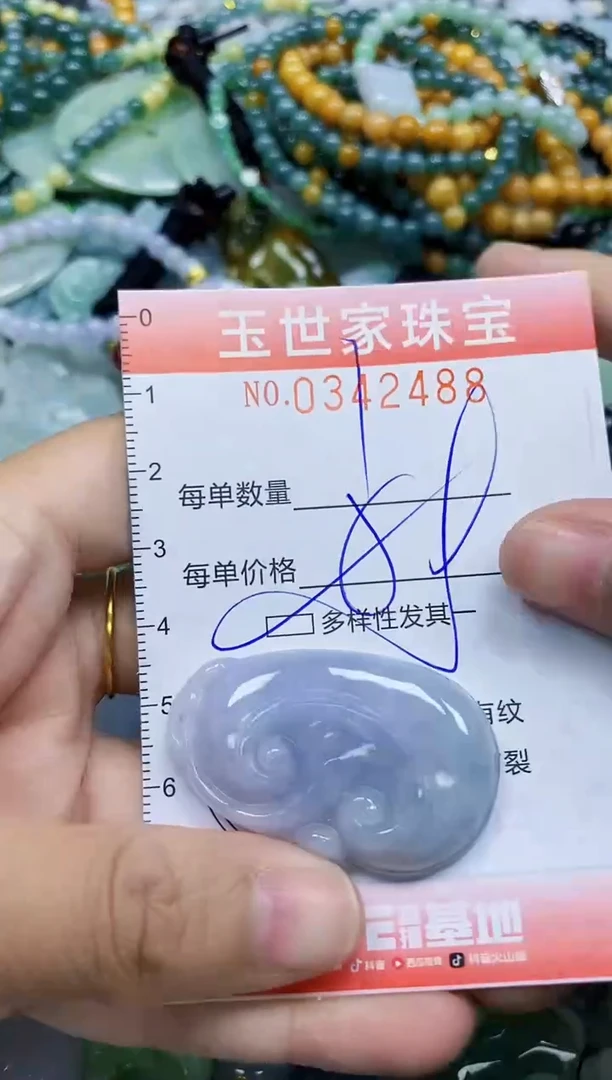 0
玉世家珠宝
1
NO.0342488
2
每单数量
3
每单价格
4
多样性发其
5
有纹
裂
6
基地
抖音 西瓜视频 抖音火山版